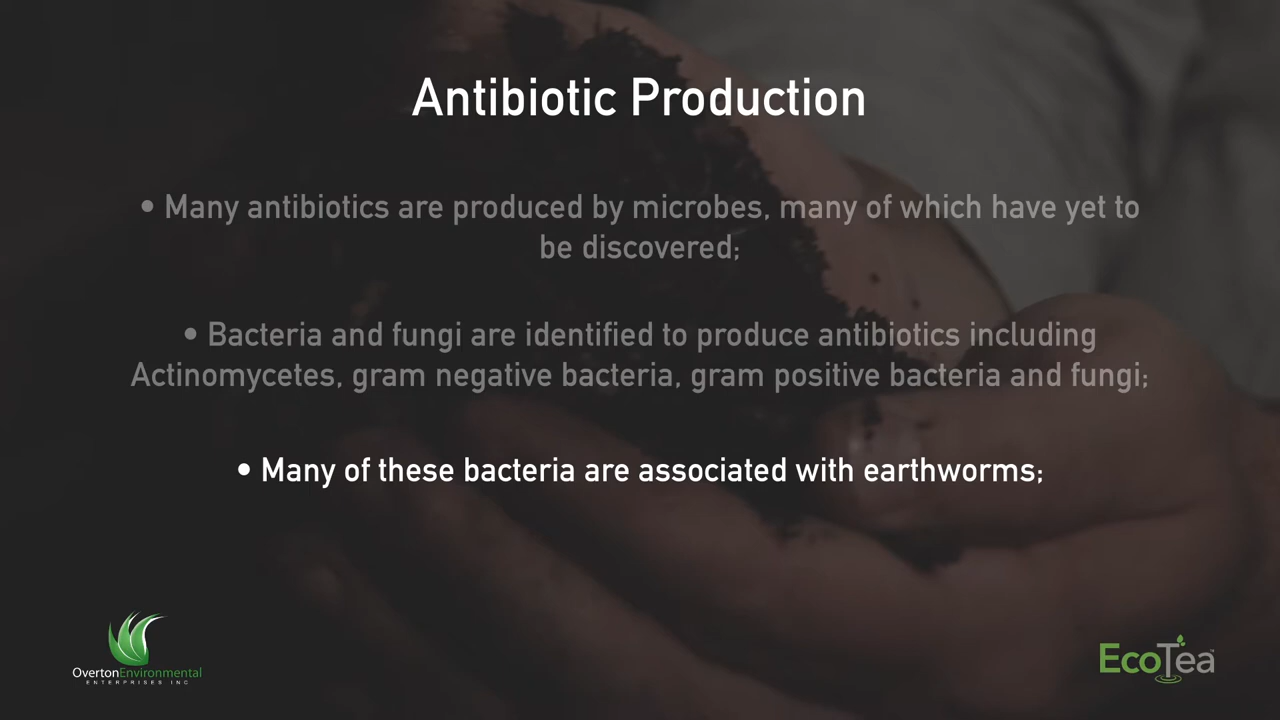 Antibiotic Production
• Many antibiotics are produced by microbes, many of which have yet to
be discovered;
• Bacteria and fungi are identified to produce antibiotics including
Actinomycetes, gram negative bacteria, gram positive bacteria and fungi;
• Many of these bacteria are associated with earthworms;
OvertonEnvironmental
ENTERPRISES INC
EcoTea™